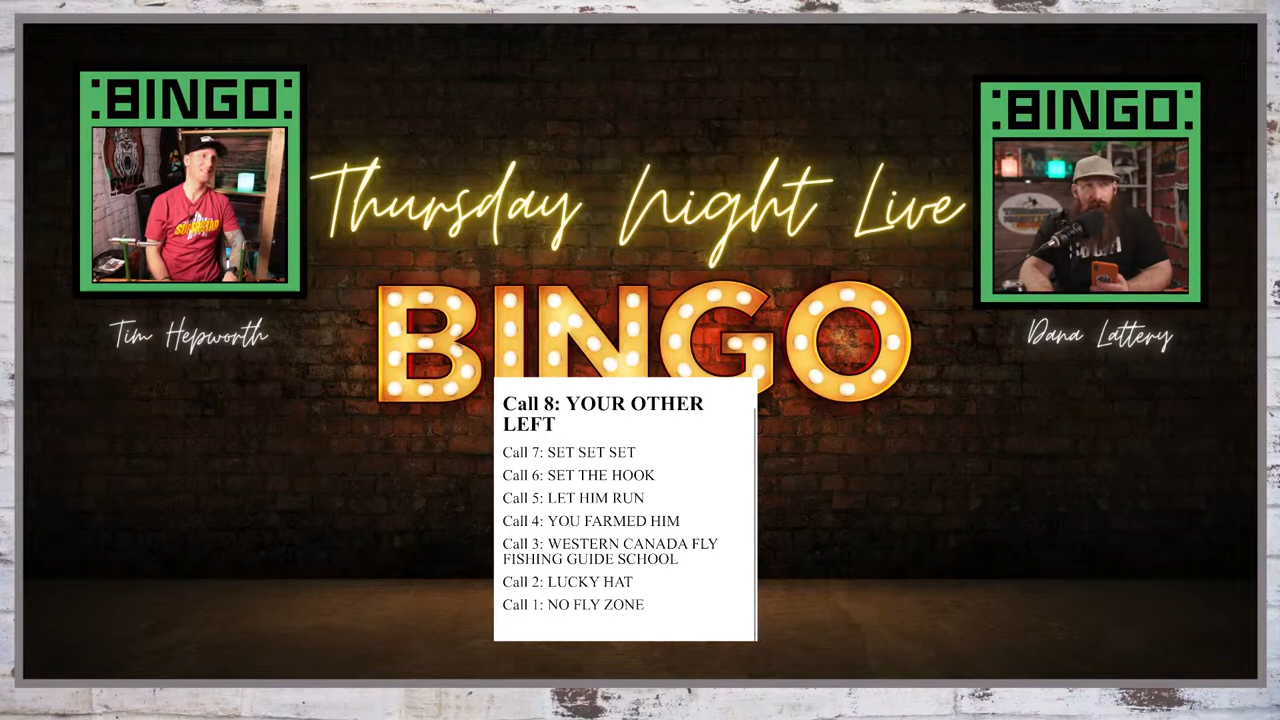 :BINGO:
:BINGO:
Thursday Night Live
BINGO
Tim Hepworth
Dana Lattery
Call 8: YOUR OTHER
LEFT
Call 7: SET SET SET
Call 6: SET THE HOOK
Call 5: LET HIM RUN
Call 4: YOU FARMED HIM
Call 3: WESTERN CANADA FLY
FISHING GUIDE SCHOOL
Call 2: LUCKY HAT
Call 1: NO FLY ZONE